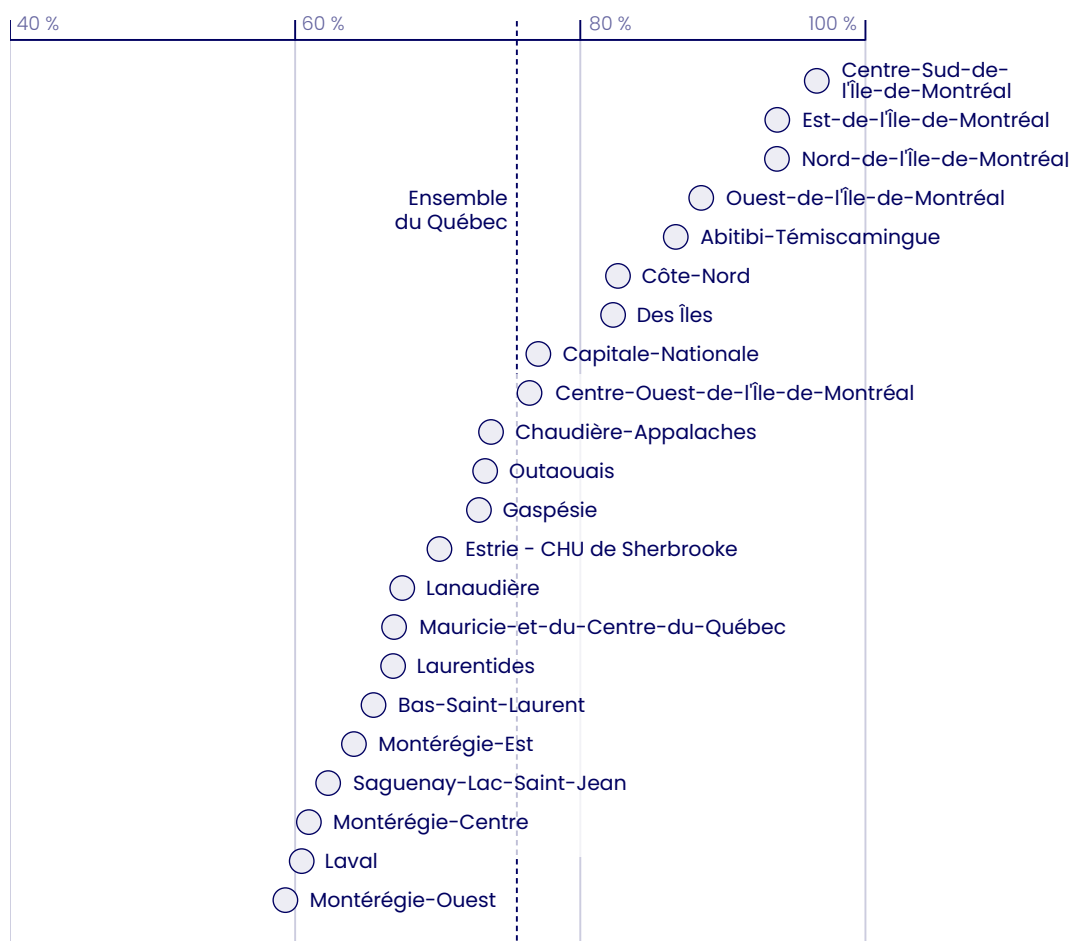 40 %
60 %
80 %
100 %
Centre-Sud-de-
l'Île-de-Montréal
Est-de-l'Île-de-Montréal
Nord-de-l'Île-de-Montréal
Ensemble
du Québec
Ouest-de-l'Île-de-Montréal
Abitibi-Témiscamingue
Côte-Nord
Des Îles
Capitale-Nationale
Centre-Ouest-de-l'Île-de-Montréal
Chaudière-Appalaches
Outaouais
Gaspésie
Estrie - CHU de Sherbrooke
Lanaudière
Mauricie-et-du-Centre-du-Québec
Laurentides
Bas-Saint-Laurent
Montérégie-Est
Saguenay-Lac-Saint-Jean
Montérégie-Centre
Laval
Montérégie-Ouest